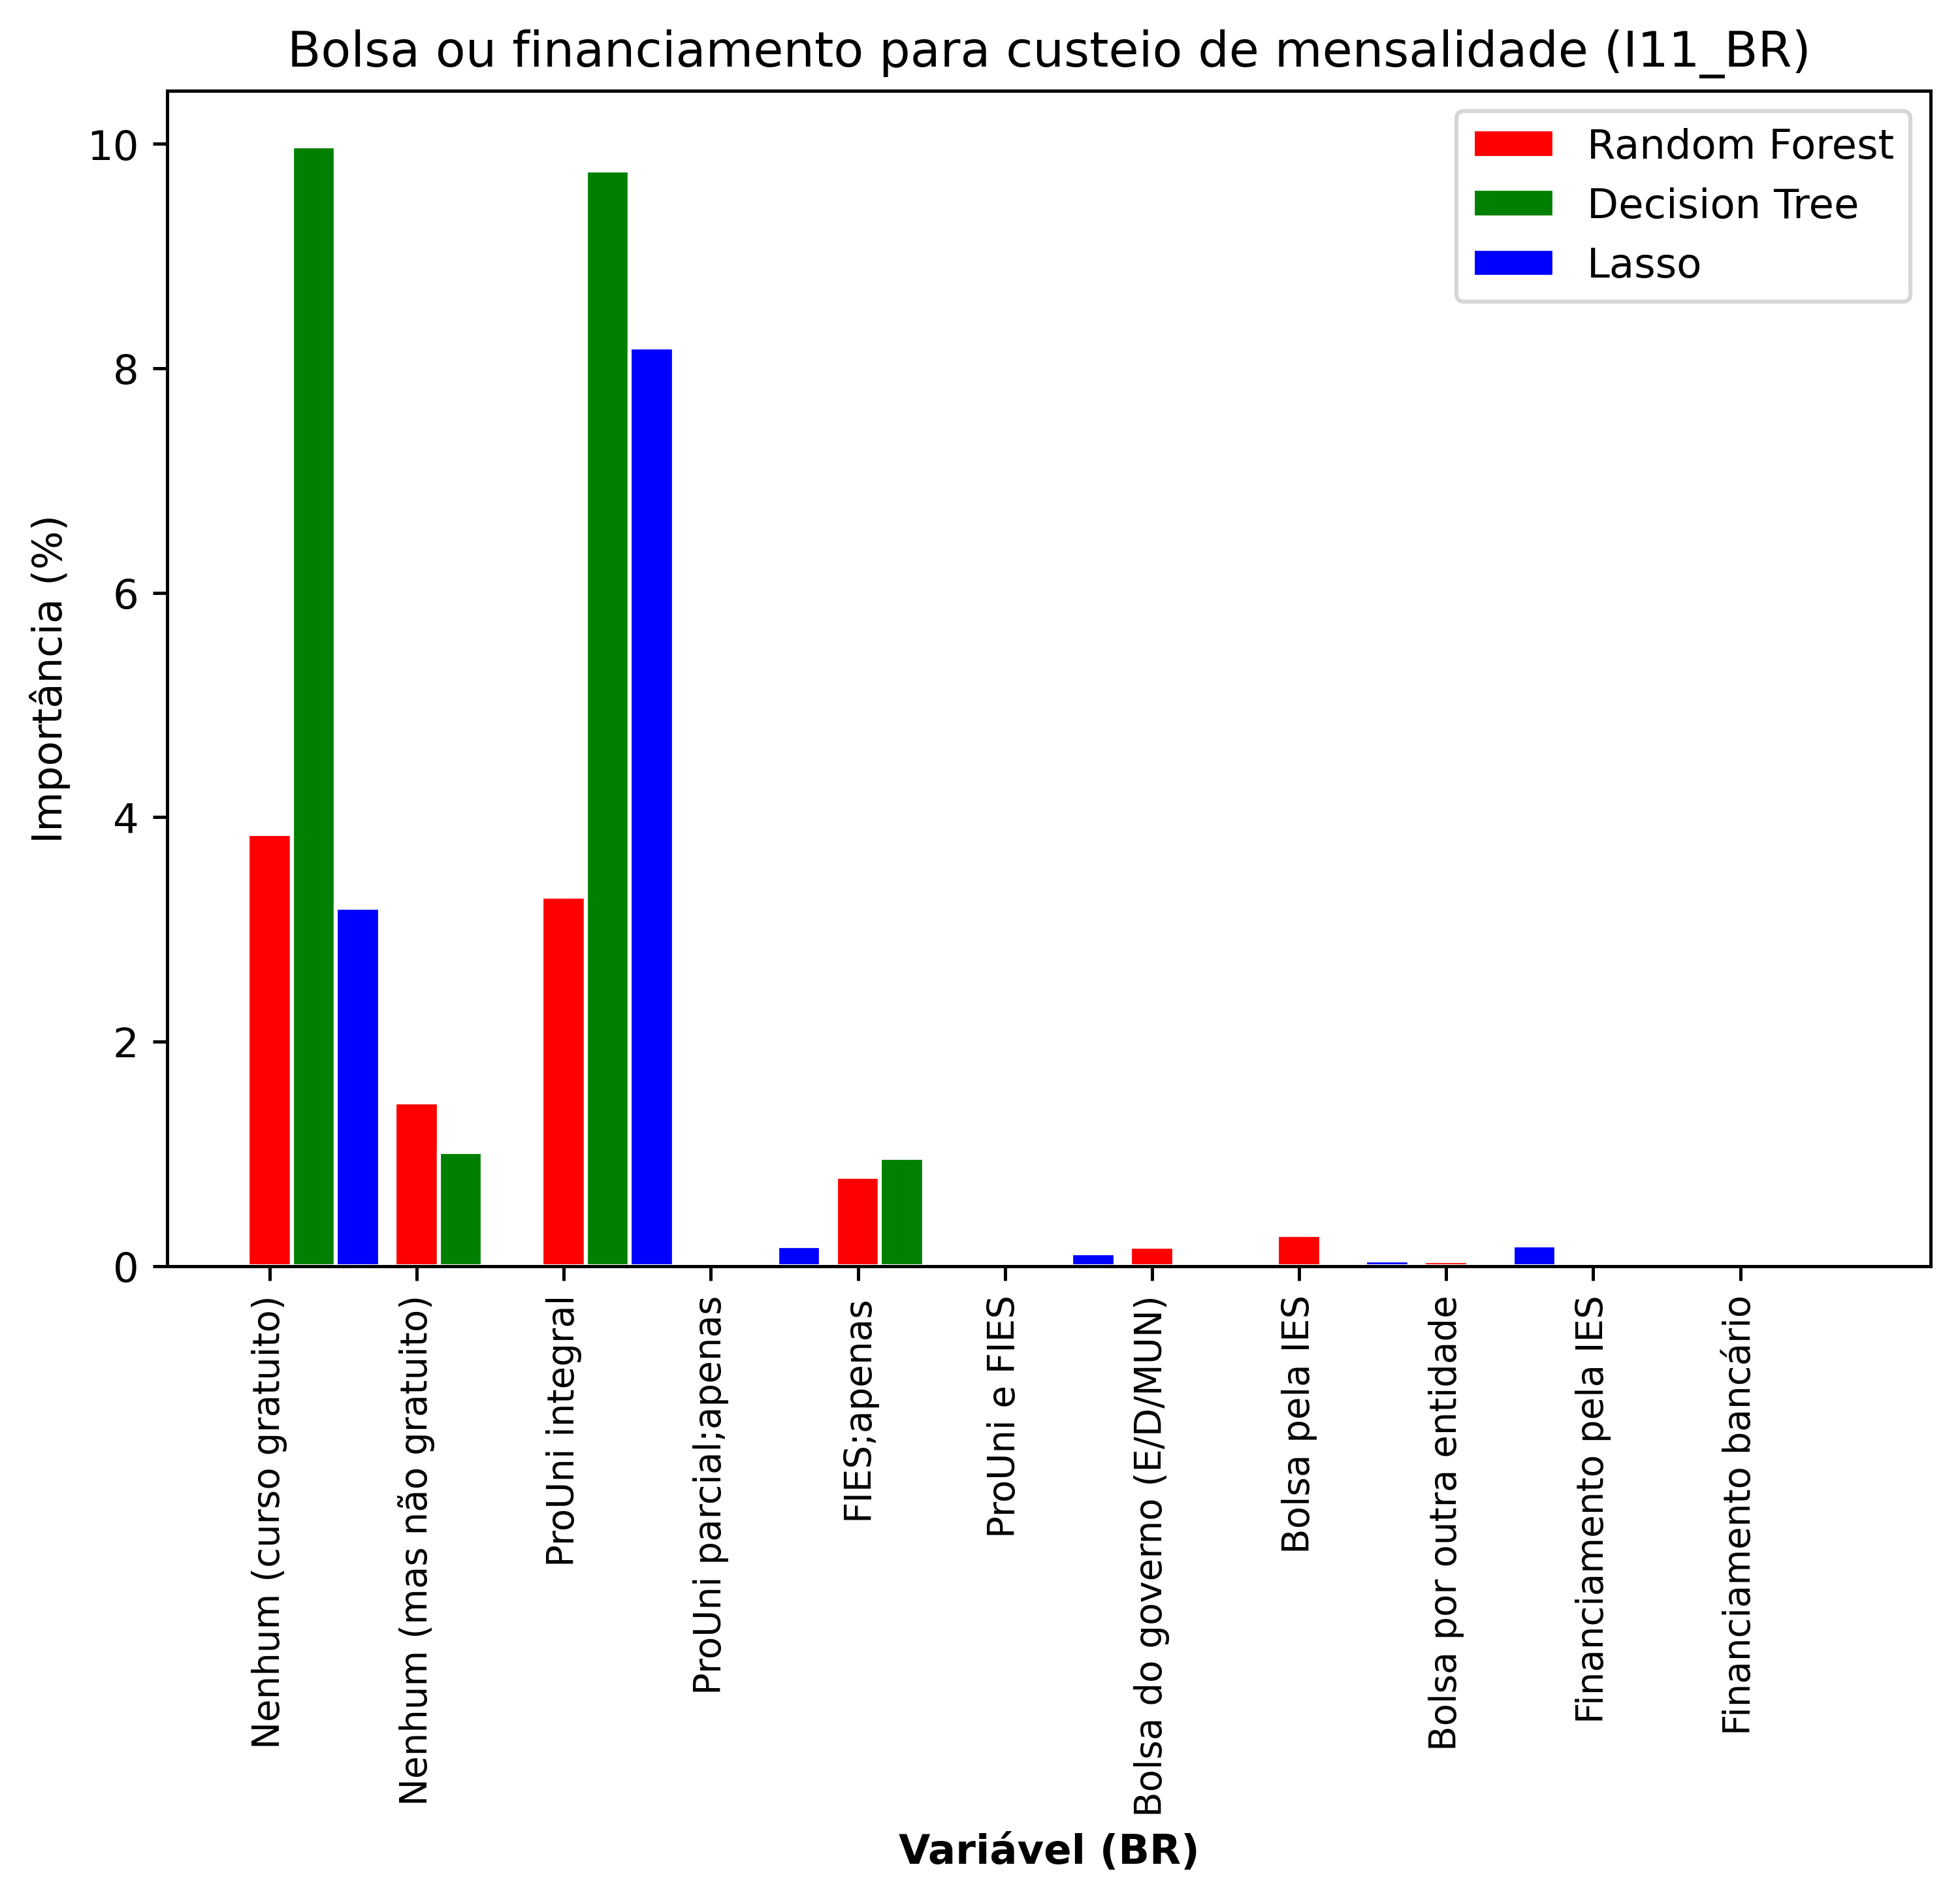 Bolsa ou financiamento para custeio de mensalidade (I11_BR)
Random Forest
Decision Tree
Lasso
Importância (%)
10
8
6
4
2
0
Nenhum (curso gratuito)
Nenhum (mas não gratuito)
ProUni integral
ProUni parcial;apenas
FIES;apenas
ProUni e FIES
Bolsa do governo (E/D/MUN)
Bolsa pela IES
Bolsa por outra entidade
Financiamento pela IES
Financiamento bancário
Variável (BR)